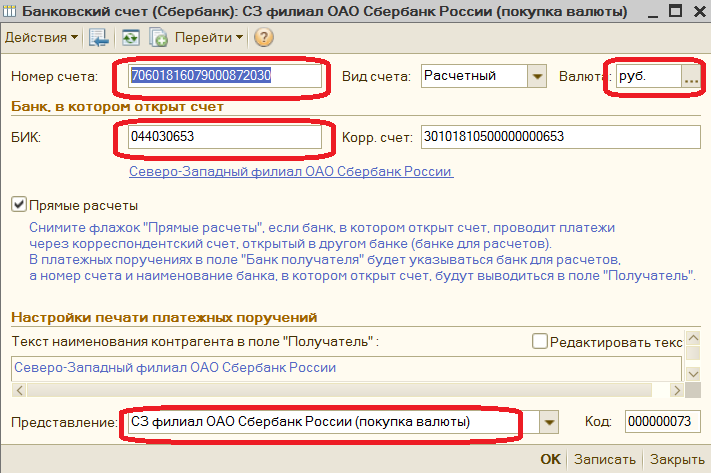 Банковский счет (Сбербанк): СЗ филиал ОАО Сбербанк России (покупка валюты)
Действия Перейти ?
Номер счета: 70601816079000872030 Вид счета: Расчетный Валюта: руб. ...
Банк, в котором открыт счет
БИК: 044030653 Корр. счет: 30101810500000000653
Северо-Западный филиал ОАО Сбербанк России
Прямые расчеты
Снимите флажок "Прямые расчеты", если банк, в котором открыт счет, проводит платежи
через корреспондентский счет, открытый в другом банке (банке для расчетов).
В платежных поручениях в поле "Банк получателя" будет указываться банк для расчетов,
а номер счета и наименование банка, в котором открыт счет, будут выводиться в поле "Получатель".
Настройки печати платежных поручений
Текст наименования контрагента в поле "Получатель" : Редактировать текс
Северо-Западный филиал ОАО Сбербанк России
Представление: СЗ филиал ОАО Сбербанк России (покупка валюты) Код: 000000073
OK Записать Закрыть